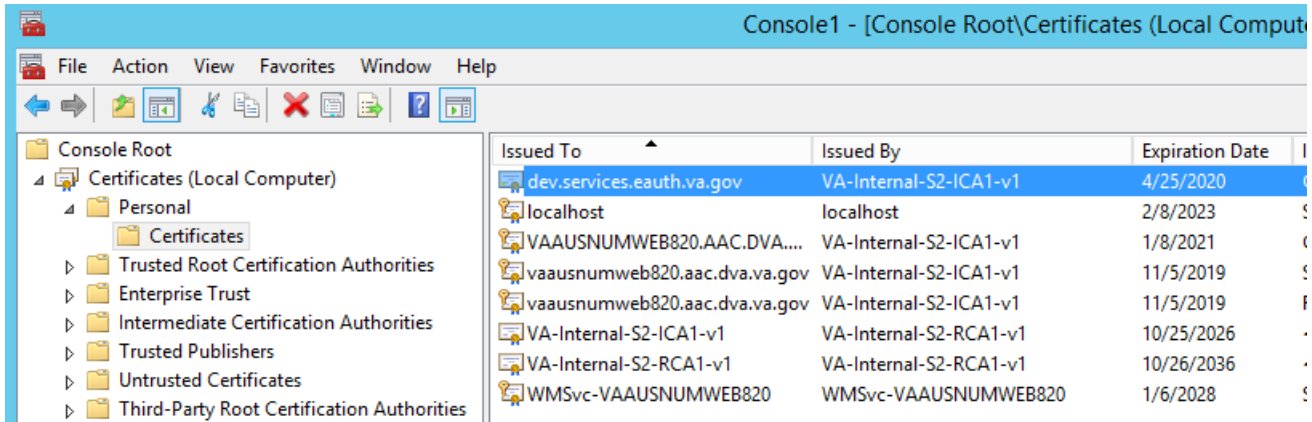 Console1 - [Console Root\Certificates (Local Compute
File Action View Favorites Window Help
Console Root
Certificates (Local Computer)
Personal
Certificates
Trusted Root Certification Authorities
Enterprise Trust
Intermediate Certification Authorities
Trusted Publishers
Untrusted Certificates
Third-Party Root Certification Authorities
Issued To Issued By Expiration Date
dev.services.eauth.va.gov VA-Internal-S2-ICA1-v1 4/25/2020
localhost localhost 2/8/2023
VAAUSNUMWEB820.AAC.DVA.... VA-Internal-S2-ICA1-v1 1/8/2021
vaausnumweb820.aac.dva.va.gov VA-Internal-S2-ICA1-v1 11/5/2019
vaausnumweb820.aac.dva.va.gov VA-Internal-S2-ICA1-v1 11/5/2019
VA-Internal-S2-ICA1-v1 VA-Internal-S2-RCA1-v1 10/25/2026
VA-Internal-S2-RCA1-v1 VA-Internal-S2-RCA1-v1 10/26/2036
WMSvc-VAAUSNUMWEB820 WMSvc-VAAUSNUMWEB820 1/6/2028